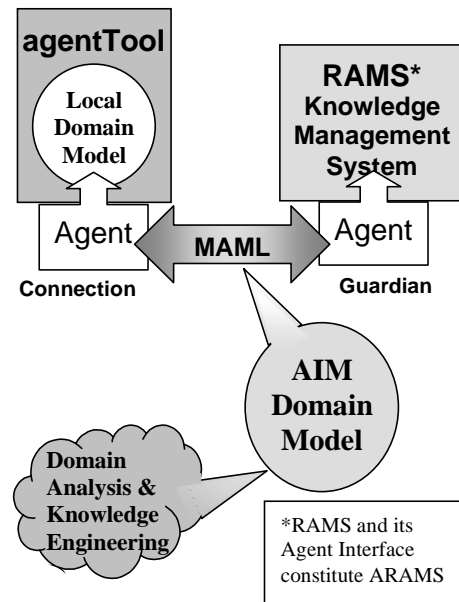 agentTool
Local
Domain
Model
RAMS*
Knowledge
Management
System
Agent
MAML
Agent
Connection
Guardian
AIM
Domain
Model
Domain
Analysis &
Knowledge
Engineering
*RAMS and its
Agent Interface
constitute ARAMS